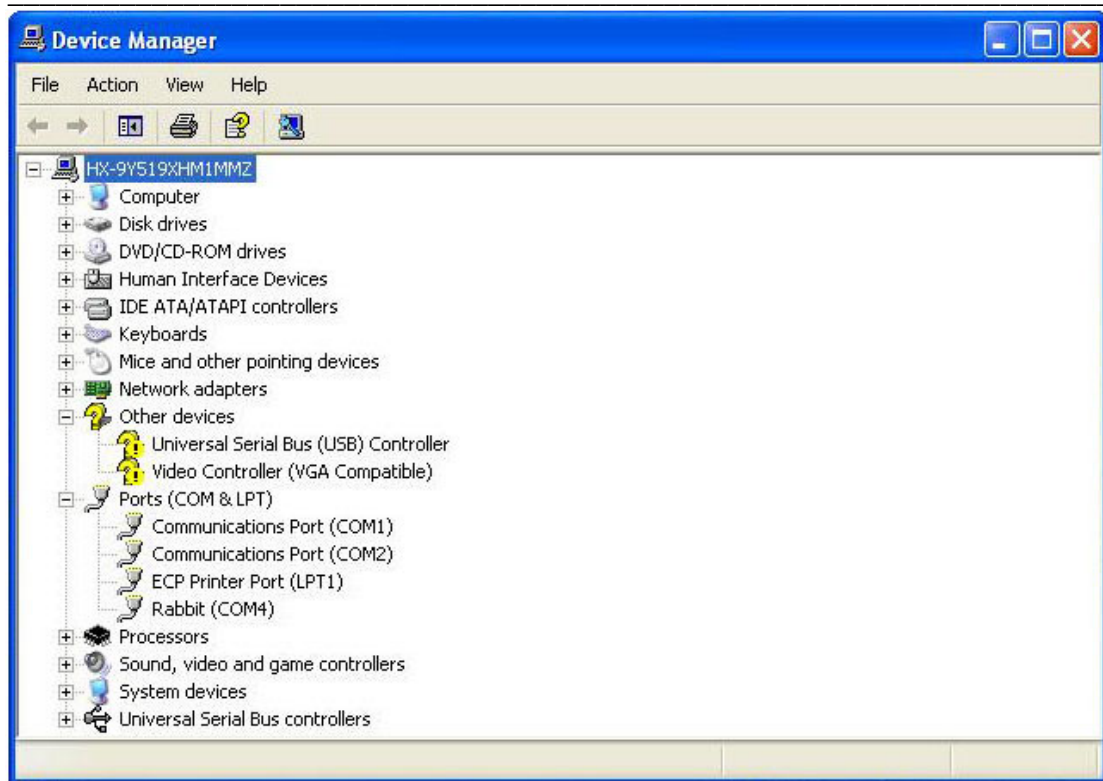 Device Manager
File Action View Help
HX-9Y519XHM1MMZ
Computer
Disk drives
DVD/CD-ROM drives
Human Interface Devices
IDE ATA/ATAPI controllers
Keyboards
Mice and other pointing devices
Network adapters
Other devices
Universal Serial Bus (USB) Controller
Video Controller (VGA Compatible)
Ports (COM & LPT)
Communications Port (COM1)
Communications Port (COM2)
ECP Printer Port (LPT1)
Rabbit (COM4)
Processors
Sound, video and game controllers
System devices
Universal Serial Bus controllers